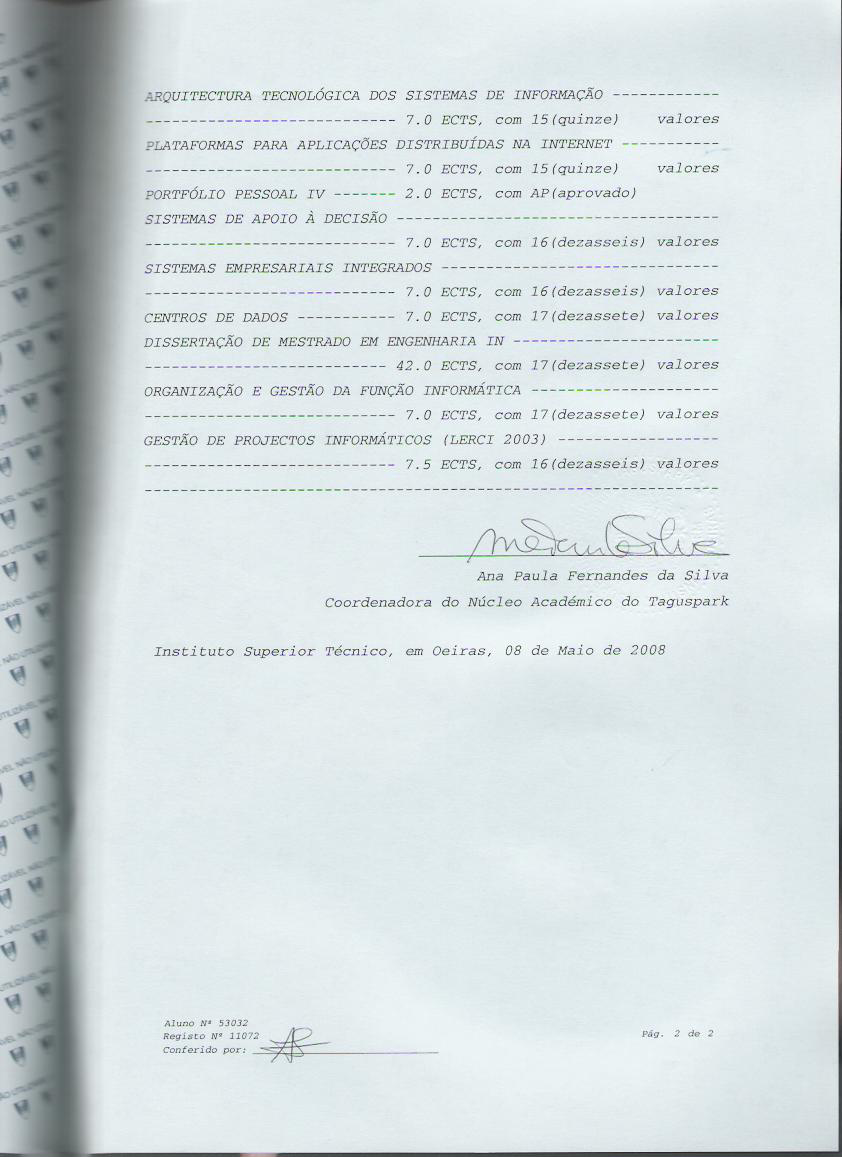 ARQUITECTURA TECNOLÓGICA DOS SISTEMAS DE INFORMAÇÃO ------------
---------------------------- 7.0 ECTS, com 15(quinze) valores
PLATAFORMAS PARA APLICAÇÕES DISTRIBUÍDAS NA INTERNET -----------
---------------------------- 7.0 ECTS, com 15(quinze) valores
PORTFÓLIO PESSOAL IV ------- 2.0 ECTS, com AP(aprovado)
SISTEMAS DE APOIO À DECISÃO ------------------------------------
---------------------------- 7.0 ECTS, com 16(dezasseis) valores
SISTEMAS EMPRESARIAIS INTEGRADOS -------------------------------
---------------------------- 7.0 ECTS, com 16(dezasseis) valores
CENTROS DE DADOS ----------- 7.0 ECTS, com 17(dezassete) valores
DISSERTAÇÃO DE MESTRADO EM ENGENHARIA IN -----------------------
--------------------------- 42.0 ECTS, com 17(dezassete) valores
ORGANIZAÇÃO E GESTÃO DA FUNÇÃO INFORMÁTICA ---------------------
---------------------------- 7.0 ECTS, com 17(dezassete) valores
GESTÃO DE PROJECTOS INFORMÁTICOS (LERCI 2003) ------------------
---------------------------- 7.5 ECTS, com 16(dezasseis) valores
----------------------------------------------------------------
Ana Paula Fernandes da Silva
Coordenadora do Núcleo Académico do Taguspark
Instituto Superior Técnico, em Oeiras, 08 de Maio de 2008
Aluno Nº 53032
Registo Nº 11072
Conferido por:
Pág. 2 de 2
NÃO UTILIZÁVEL